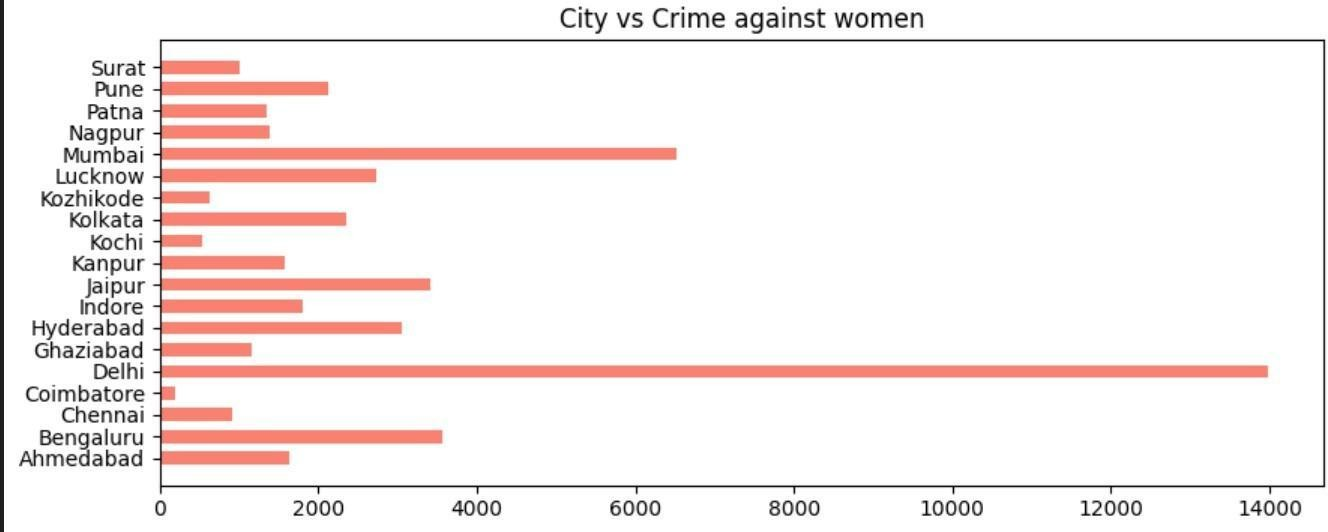 City vs Crime against women
Surat
Pune
Patna
Nagpur
Mumbai
Lucknow
Kozhikode
Kolkata
Kochi
Kanpur
Jaipur
Indore
Hyderabad
Ghaziabad
Delhi
Coimbatore
Chennai
Bengaluru
Ahmedabad
0 2000 4000 6000 8000 10000 12000 14000